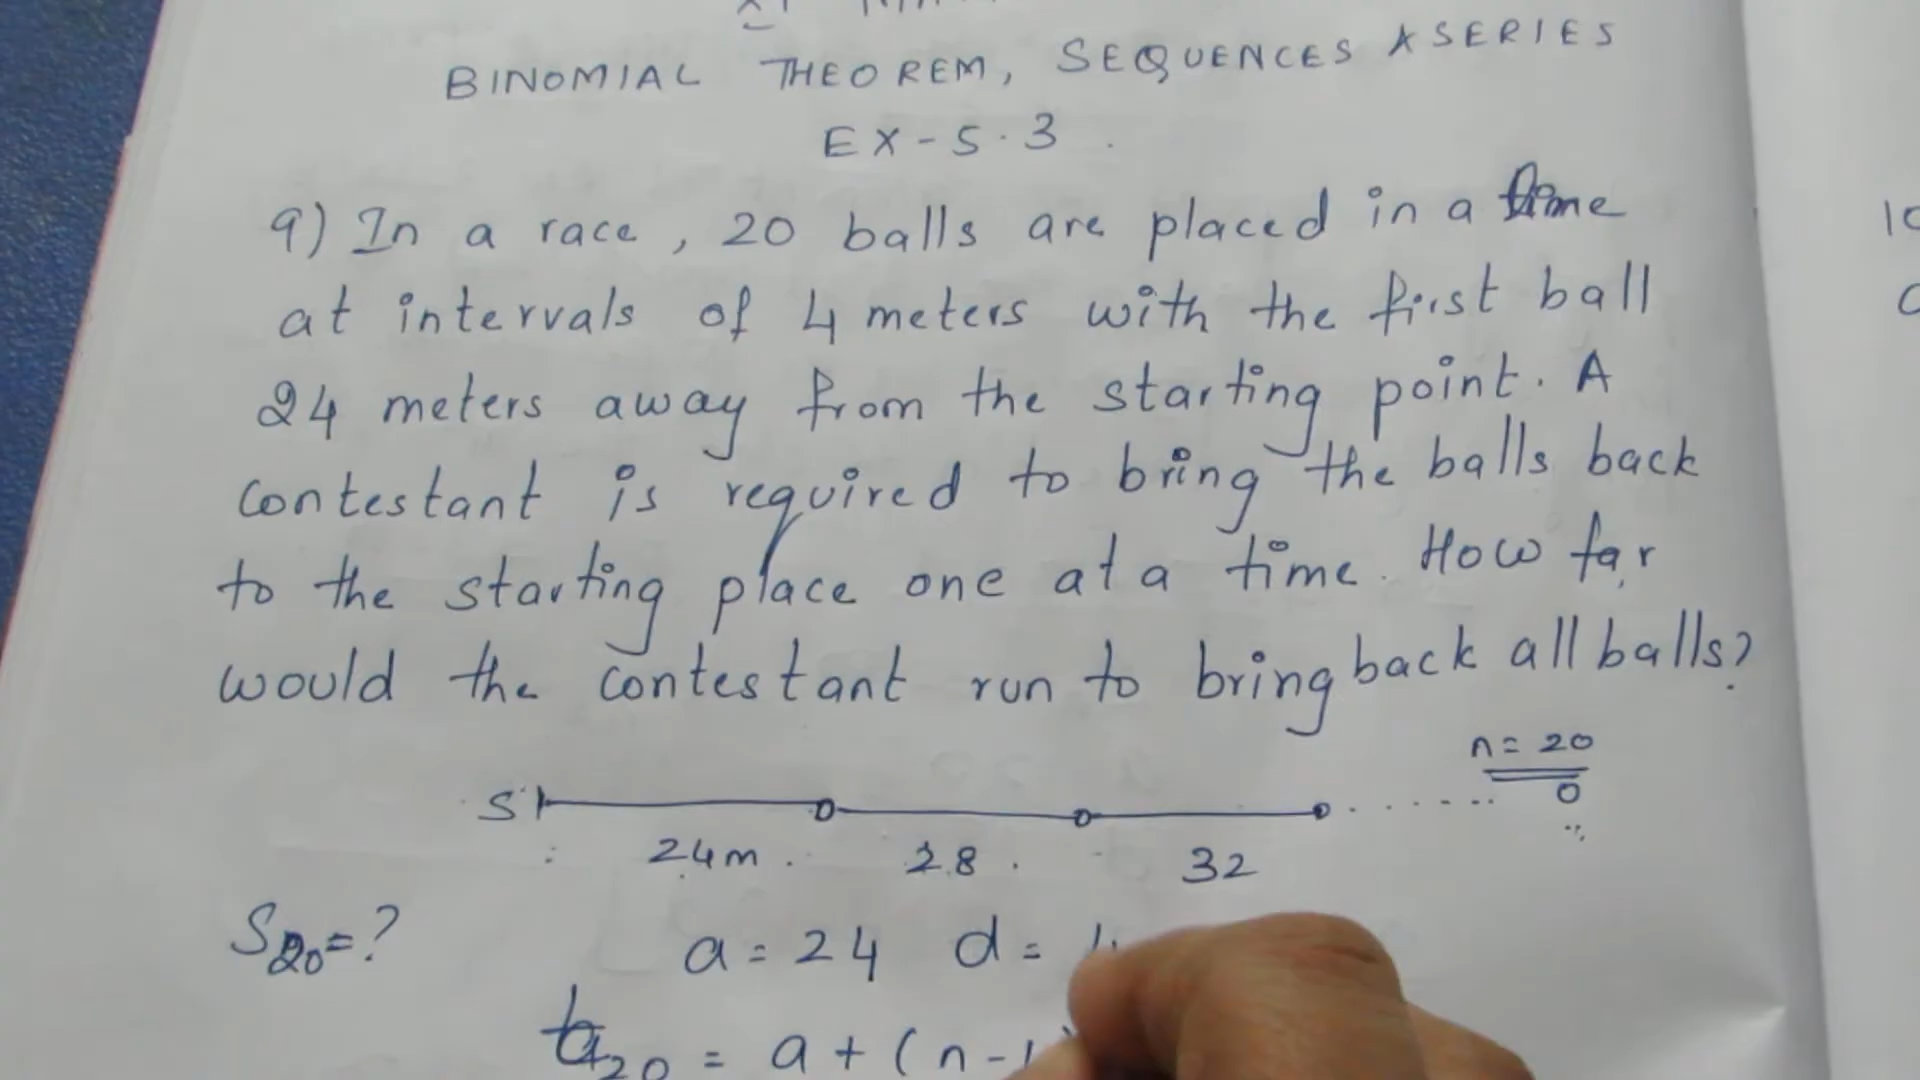 BINOMIAL THEOREM, SEQUENCES & SERIES
EX-5.3.
9) In a race, 20 balls are placed in a line
at intervals of 4 meters with the first ball
24 meters away from the starting point. A
contestant is required to bring the balls back
to the starting place one at a time. How far
would the contestant run to bring back all balls?
n = 20
S
24m. 28. 32
S20=? a = 24 d =
t20 = a + (n-1